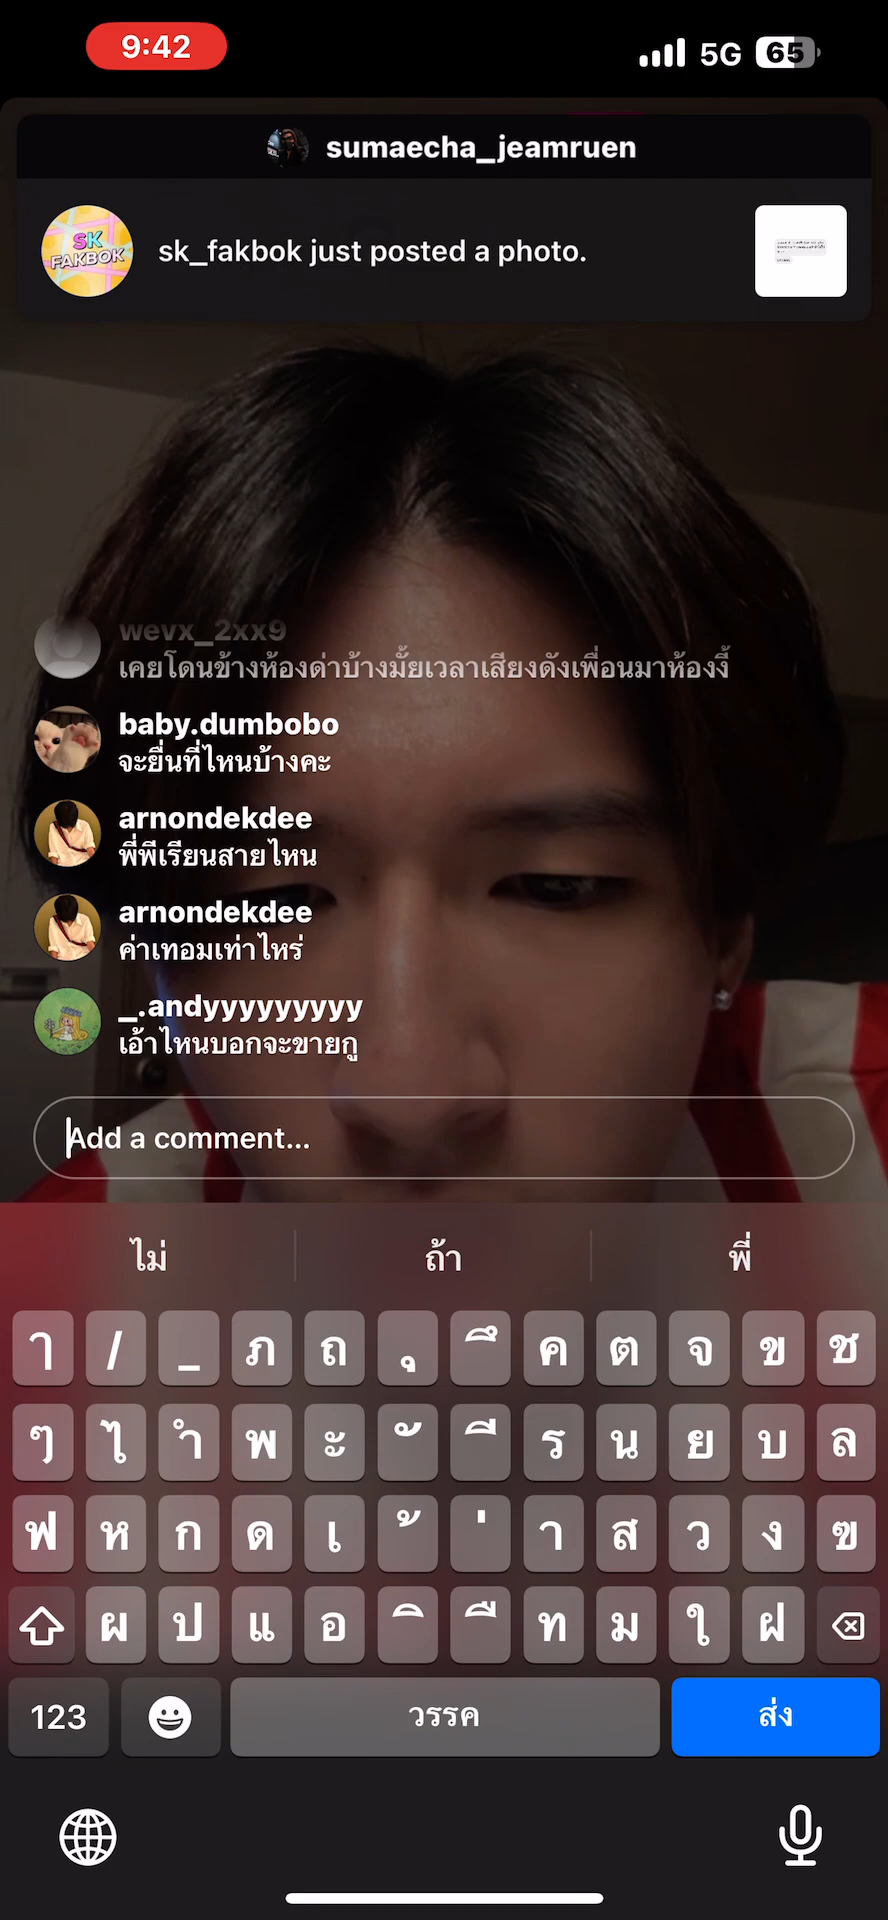 9:42
5G
65
sumaecha_jeamruen
SK
FAKBOK
sk_fakbok just posted a photo.
wevx_2xx9
เคยโดนข้างห้องด่าบ้างมั้ยเวลาเสียงดังเพื่อนมาห้องงี้
baby.dumbobo
จะยื่นที่ไหนบ้างคะ
arnondekdee
พี่พีเรียนสายไหน
arnondekdee
ค่าเทอมเท่าไหร่
_.andyyyyyyyyy
เอ้าไหนบอกจะขายกู
Add a comment...
ไม่ ถ้า พี่
ๅ / _ ภ ถ ุ ึ ค ต จ ข ช
ๆ ไ ำ พ ะ ั ี ร น ย บ ล
ฟ ห ก ด เ ้ ่ า ส ว ง ฃ
ผ ป แ อ ิ ื ท ม ใ ฝ
123 วรรค ส่ง